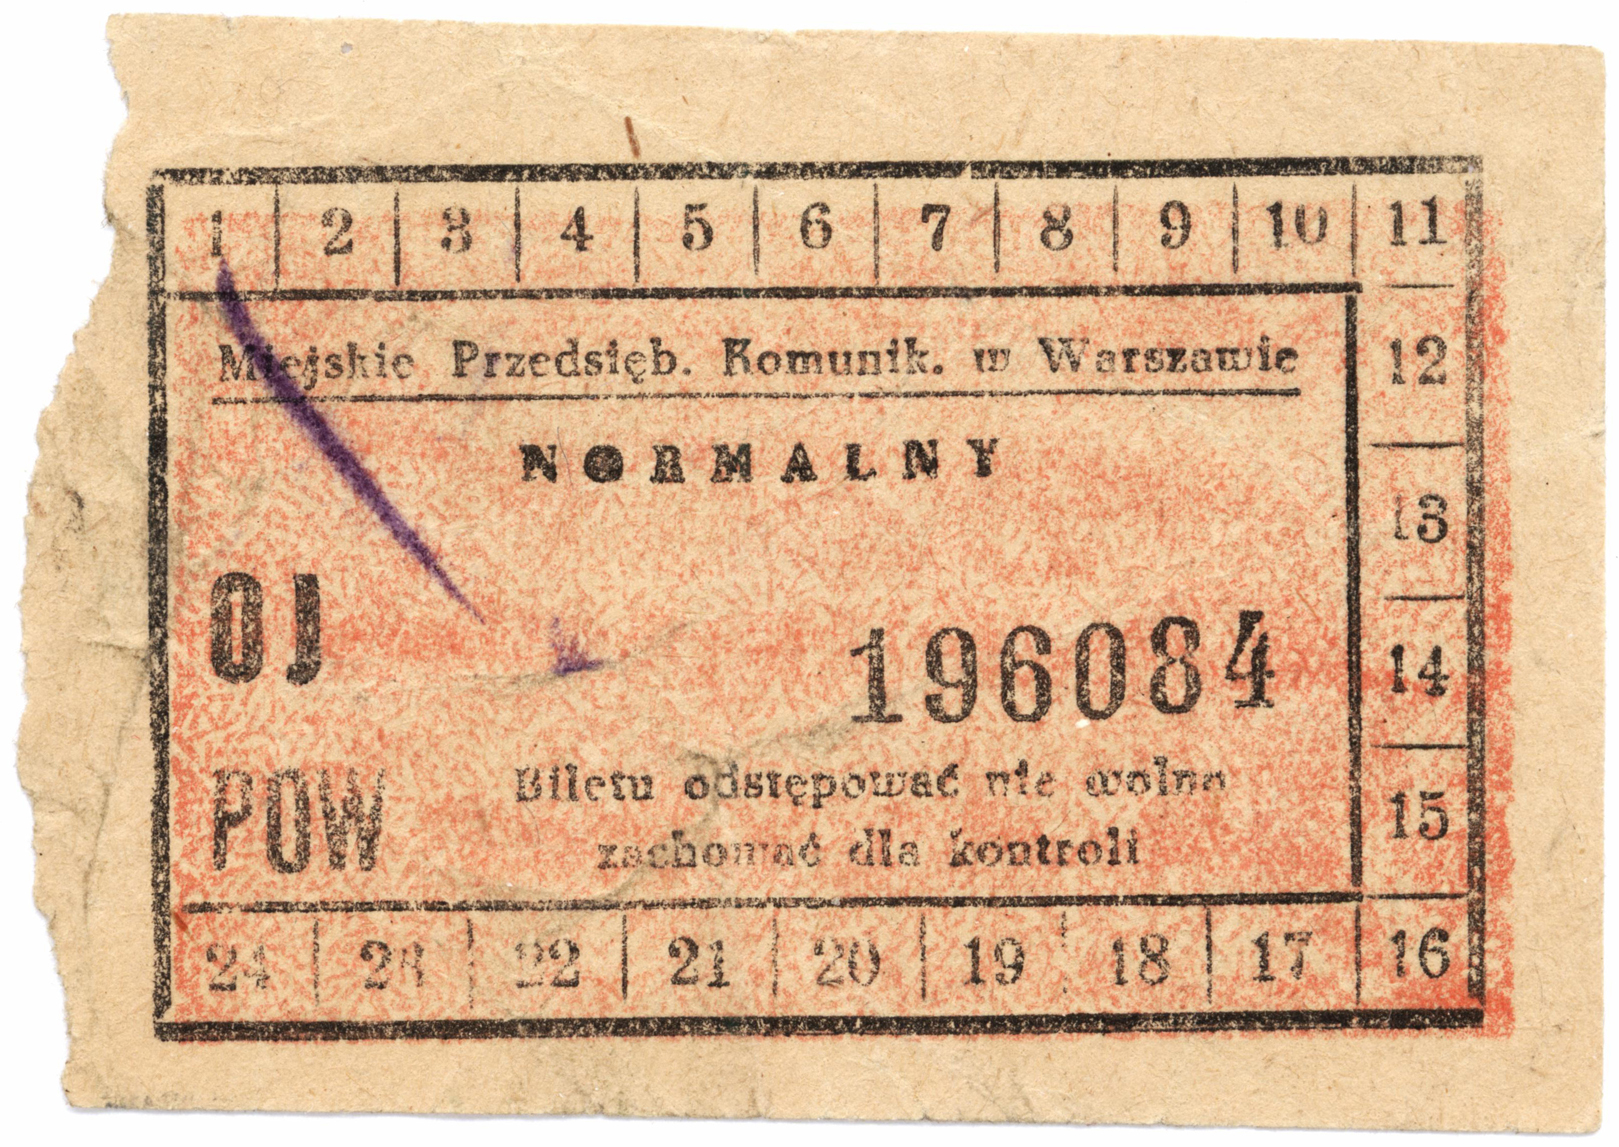 1 2 3 4 5 6 7 8 9 10 11
Miejskie Przedsięb. Komunik. w Warszawie
12
NORMALNY
13
OJ 196084
14
POW
Biletu odstępować nie wolno
15
zachować dla kontroli
24 23 22 21 20 19 18 17 16